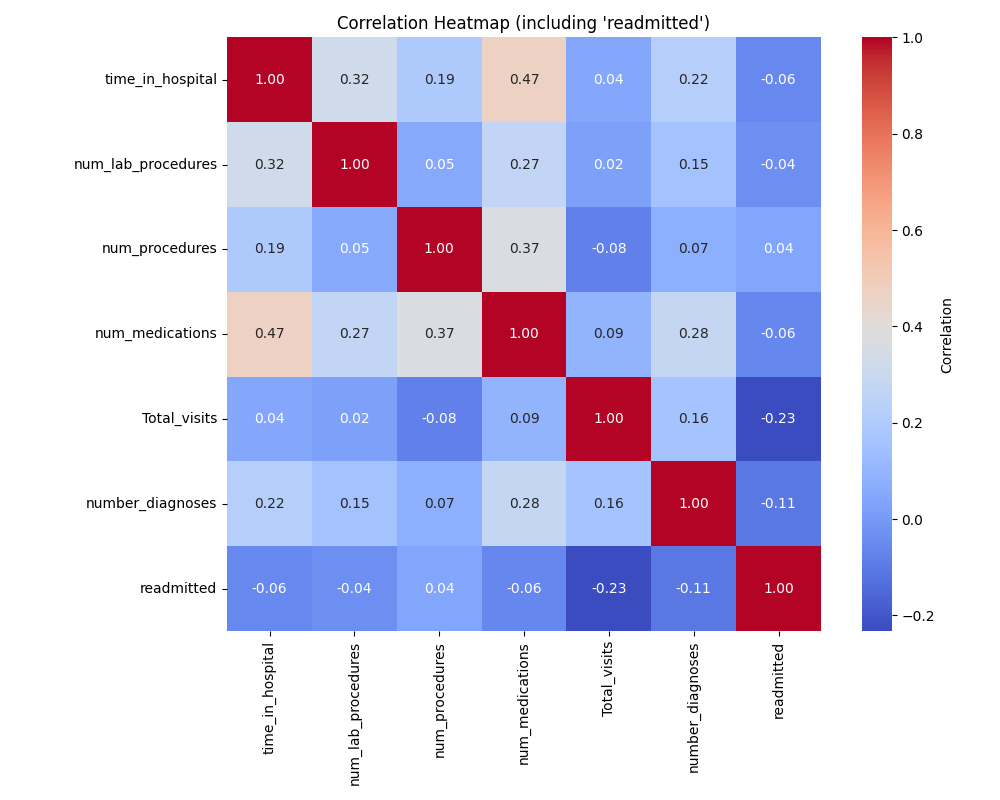 Correlation Heatmap (including 'readmitted')
time_in_hospital 1.00 0.32 0.19 0.47 0.04 0.22 -0.06
num_lab_procedures 0.32 1.00 0.05 0.27 0.02 0.15 -0.04
num_procedures 0.19 0.05 1.00 0.37 -0.08 0.07 0.04
num_medications 0.47 0.27 0.37 1.00 0.09 0.28 -0.06
Total_visits 0.04 0.02 -0.08 0.09 1.00 0.16 -0.23
number_diagnoses 0.22 0.15 0.07 0.28 0.16 1.00 -0.11
readmitted -0.06 -0.04 0.04 -0.06 -0.23 -0.11 1.00
time_in_hospital
num_lab_procedures
num_procedures
num_medications
Total_visits
number_diagnoses
readmitted
1.0
0.8
0.6
0.4
0.2
0.0
−0.2
Correlation